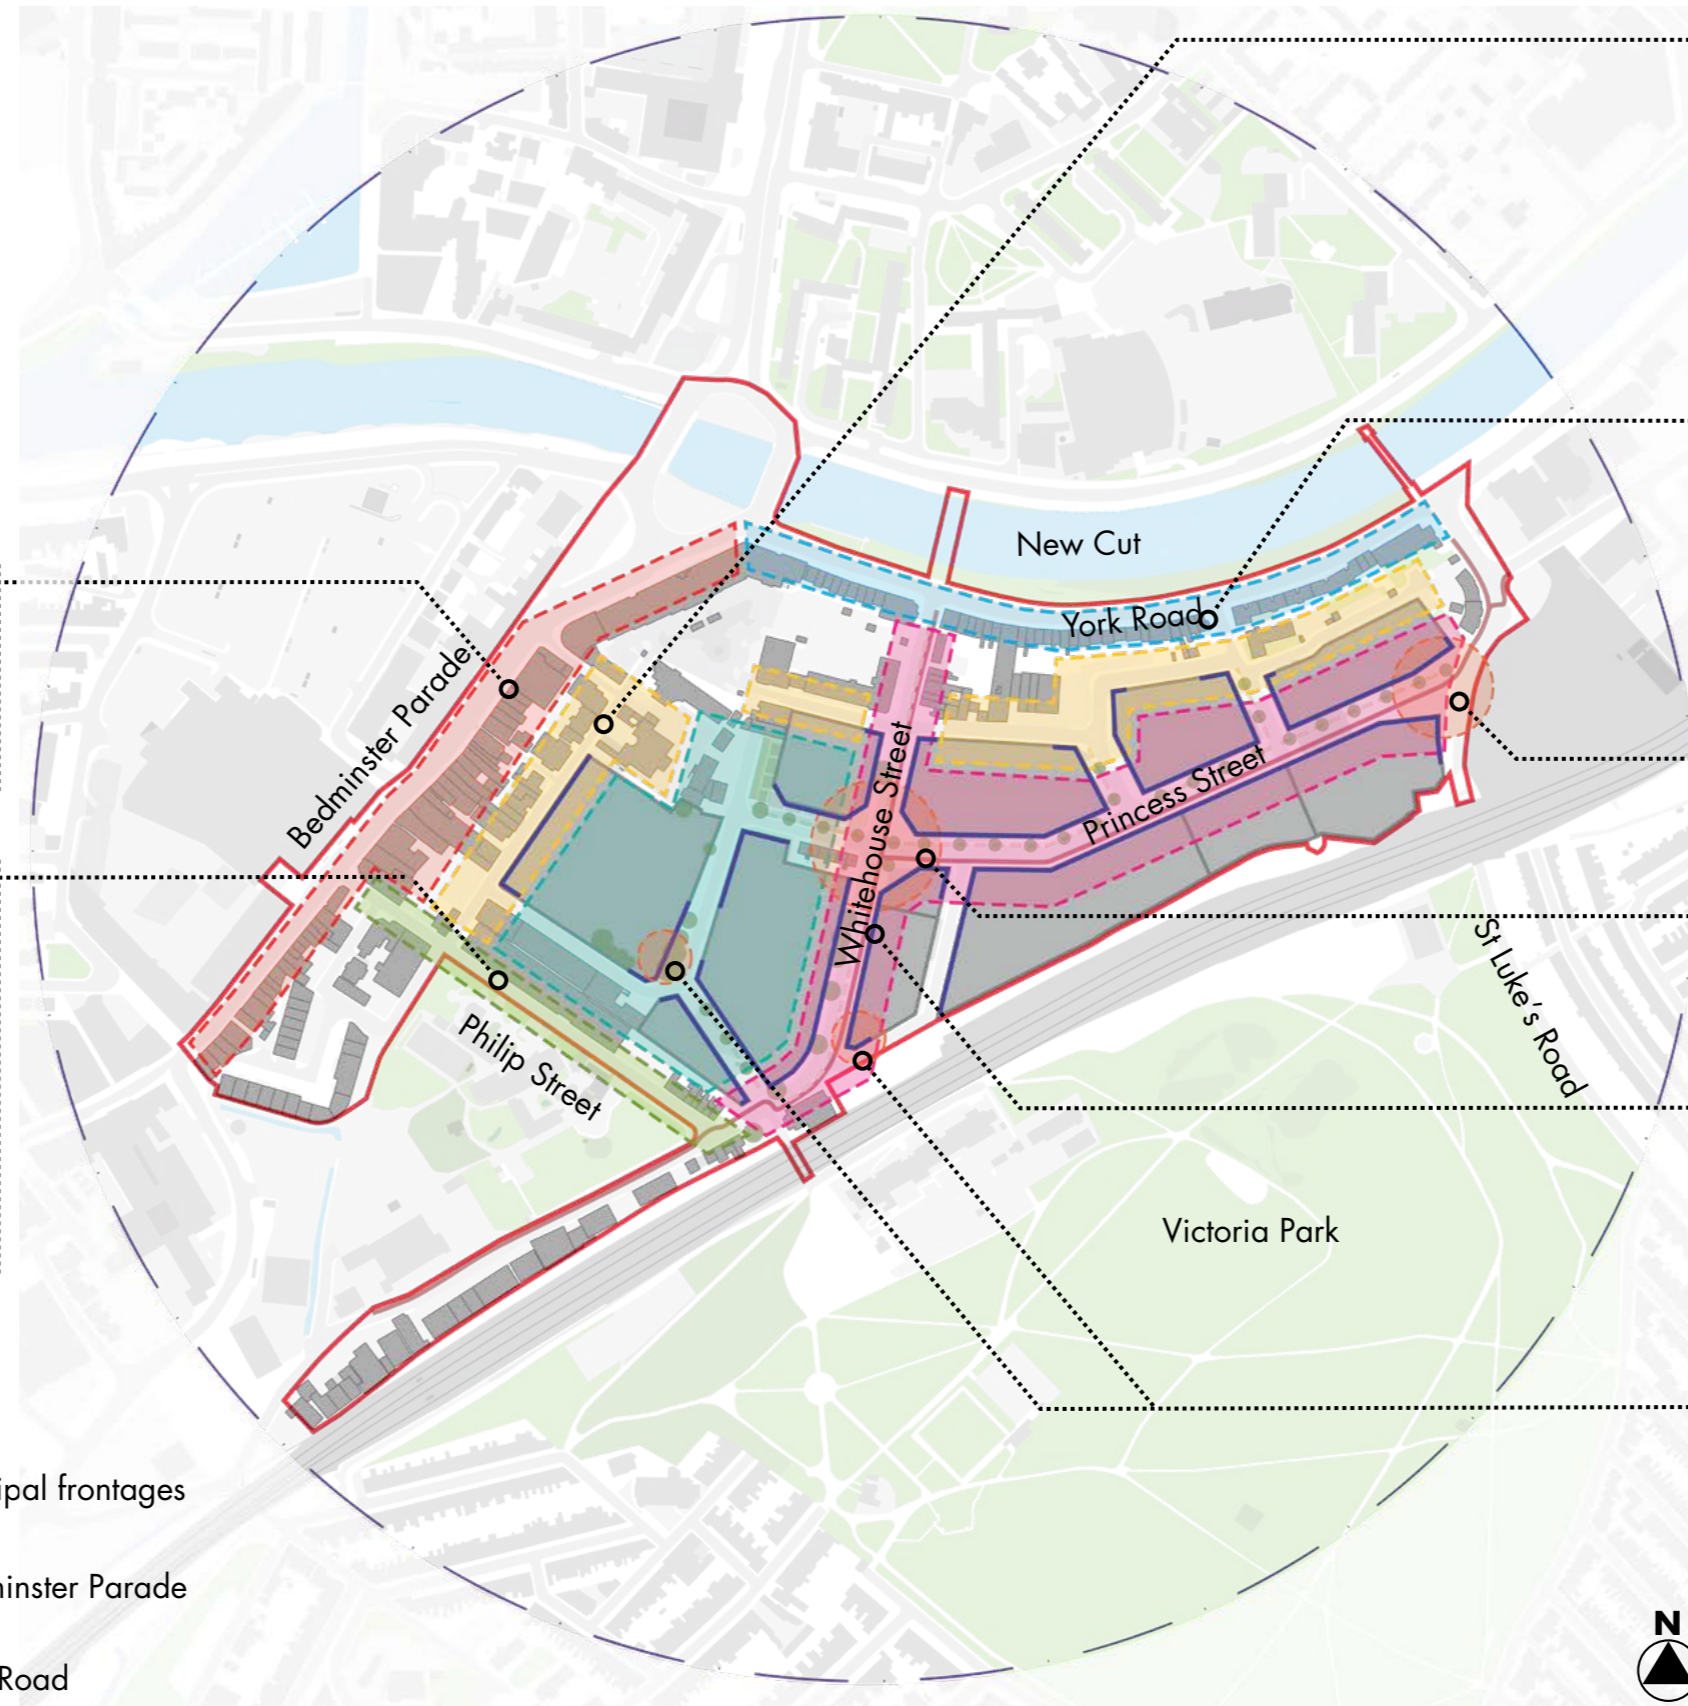 New Cut
York Road
Bedminster Parade
Whitehouse Street
Princess Street
St Luke's Road
Philip Street
Victoria Park
ipal frontages
ninster Parade
Road
N